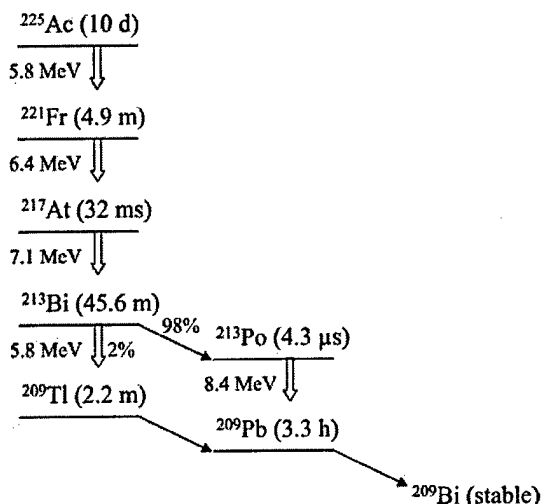 ²²⁵Ac (10 d)
5.8 MeV
²²¹Fr (4.9 m)
6.4 MeV
²¹⁷At (32 ms)
7.1 MeV
²¹³Bi (45.6 m)
98%
²¹³Po (4.3 μs)
5.8 MeV 2%
8.4 MeV
²⁰⁹Tl (2.2 m)
²⁰⁹Pb (3.3 h)
²⁰⁹Bi (stable)